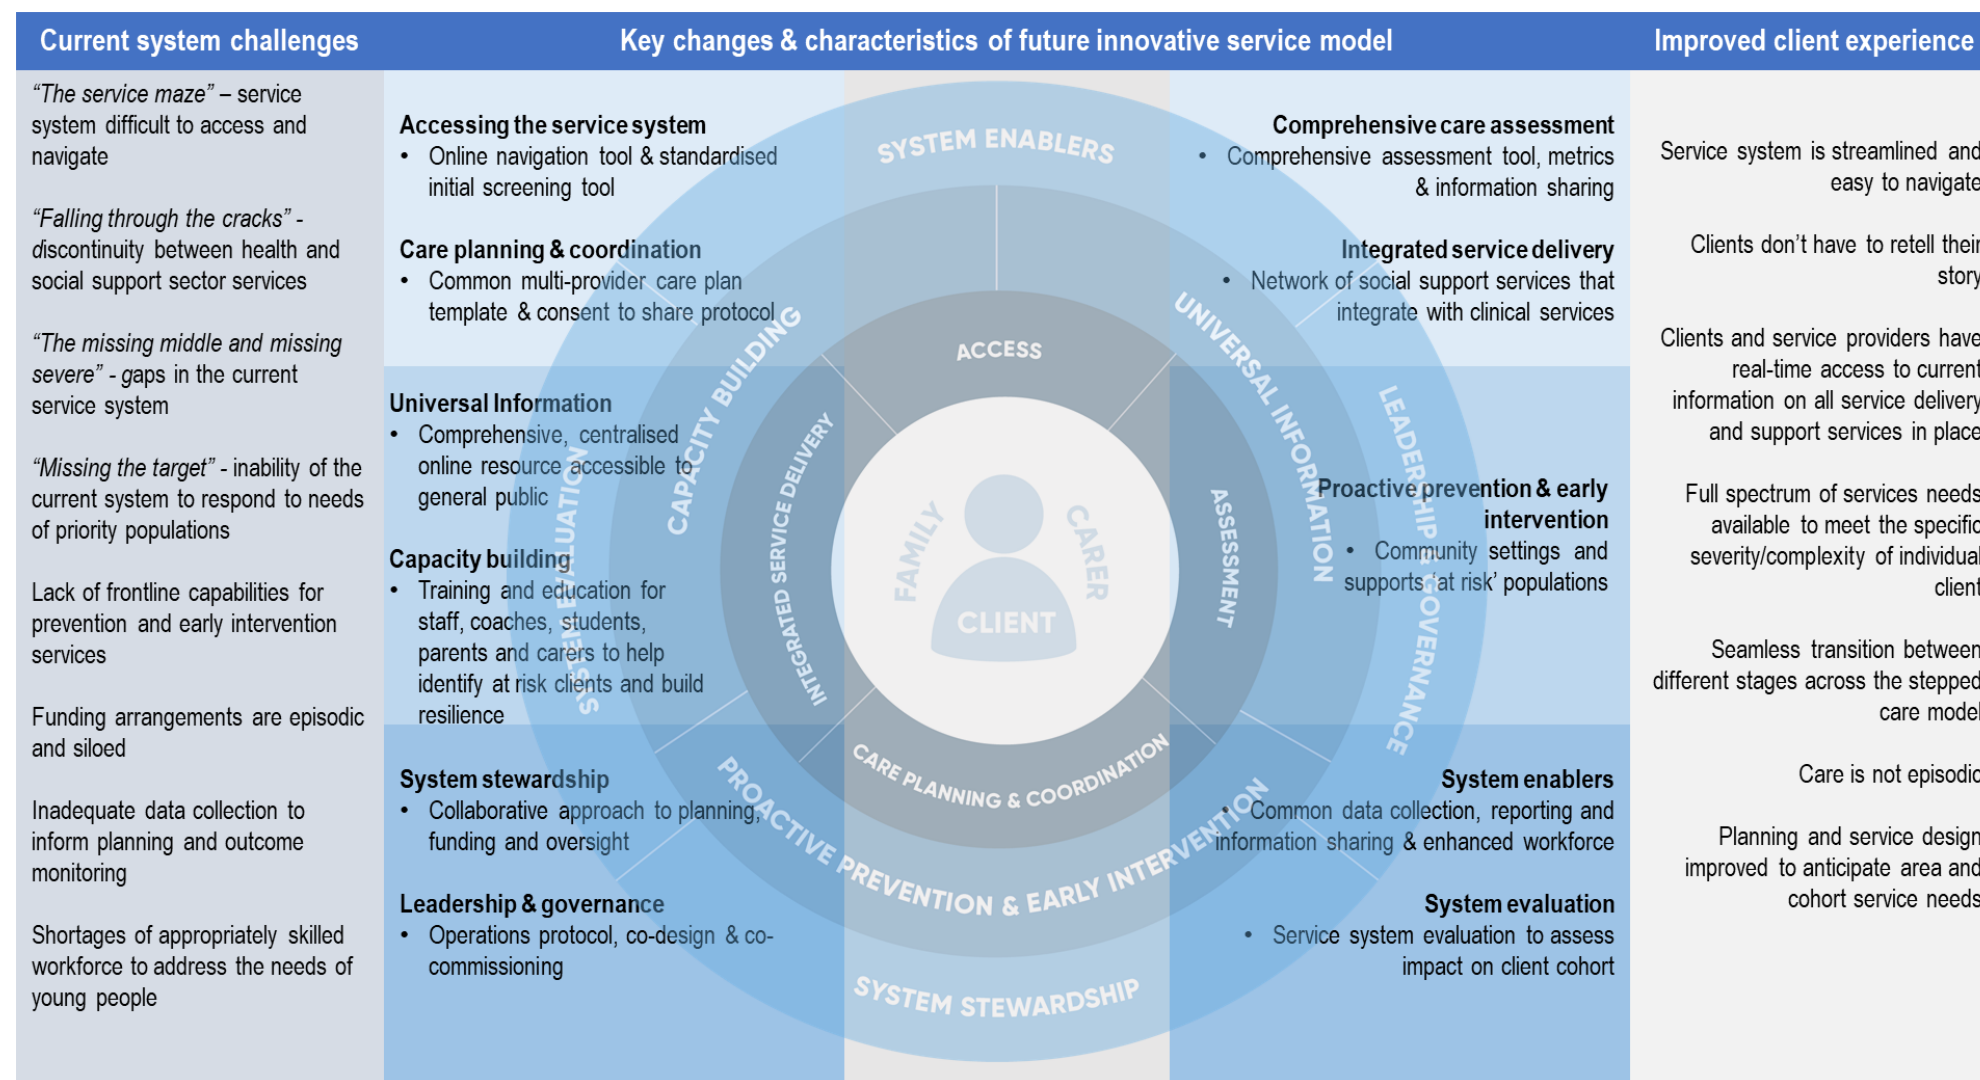 Current system challenges
Key changes & characteristics of future innovative service model
Improved client experience
“The service maze” – service
system difficult to access and
navigate
“Falling through the cracks” -
discontinuity between health and
social support sector services
“The missing middle and missing
severe” - gaps in the current
service system
“Missing the target” - inability of the
current system to respond to needs
of priority populations
Lack of frontline capabilities for
prevention and early intervention
services
Funding arrangements are episodic
and siloed
Inadequate data collection to
inform planning and outcome
monitoring
Shortages of appropriately skilled
workforce to address the needs of
young people
Accessing the service system
• Online navigation tool & standardised
initial screening tool
Care planning & coordination
• Common multi-provider care plan
template & consent to share protocol
Universal Information
• Comprehensive, centralised
online resource accessible to
general public
Capacity building
• Training and education for
staff, coaches, students,
parents and carers to help
identify at risk clients and build
resilience
System stewardship
• Collaborative approach to planning,
funding and oversight
Leadership & governance
• Operations protocol, co-design & co-
commissioning
SYSTEM ENABLERS
CAPACITY BUILDING
UNIVERSAL INFORMATION
LEADERSHIP & GOVERNANCE
SYSTEM EVALUATION
ACCESS
INTEGRATED SERVICE DELIVERY
ASSESSMENT
FAMILY
CARER
CLIENT
CARE PLANNING & COORDINATION
PROACTIVE PREVENTION & EARLY INTERVENTION
SYSTEM STEWARDSHIP
Comprehensive care assessment
• Comprehensive assessment tool, metrics
& information sharing
Integrated service delivery
• Network of social support services that
integrate with clinical services
Proactive prevention & early
intervention
• Community settings and
supports ‘at risk’ populations
System enablers
• Common data collection, reporting and
information sharing & enhanced workforce
System evaluation
• Service system evaluation to assess
impact on client cohort
Service system is streamlined and
easy to navigate
Clients don’t have to retell their
story
Clients and service providers have
real-time access to current
information on all service delivery
and support services in place
Full spectrum of services needs
available to meet the specific
severity/complexity of individual
client
Seamless transition between
different stages across the stepped
care model
Care is not episodic
Planning and service design
improved to anticipate area and
cohort service needs